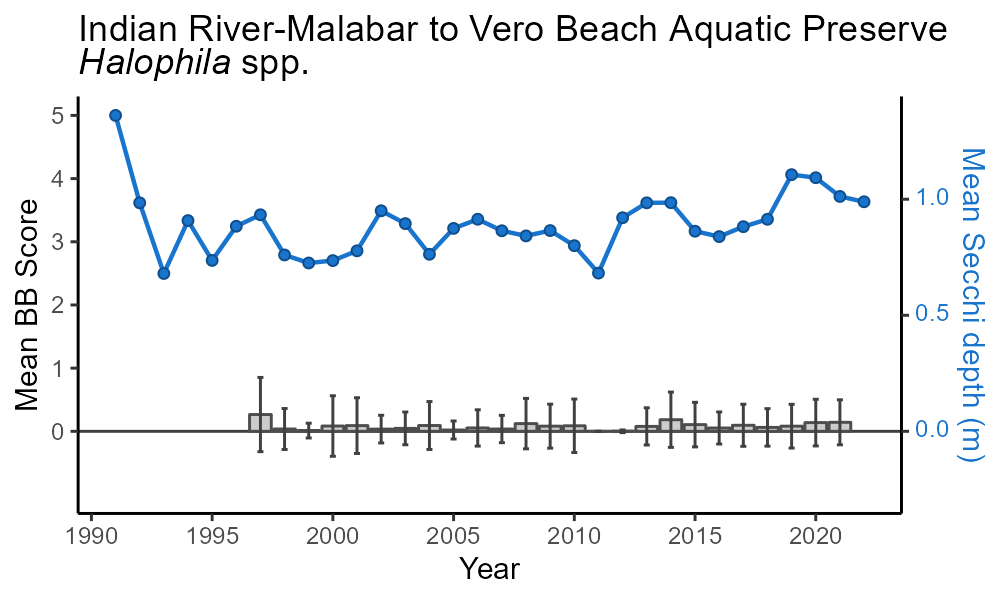 Indian River-Malabar to Vero Beach Aquatic Preserve
Halophila spp.
5
4
3
2
1
0
Mean BB Score
1.0
0.5
0.0
Mean Secchi depth (m)
1990 1995 2000 2005 2010 2015 2020
Year